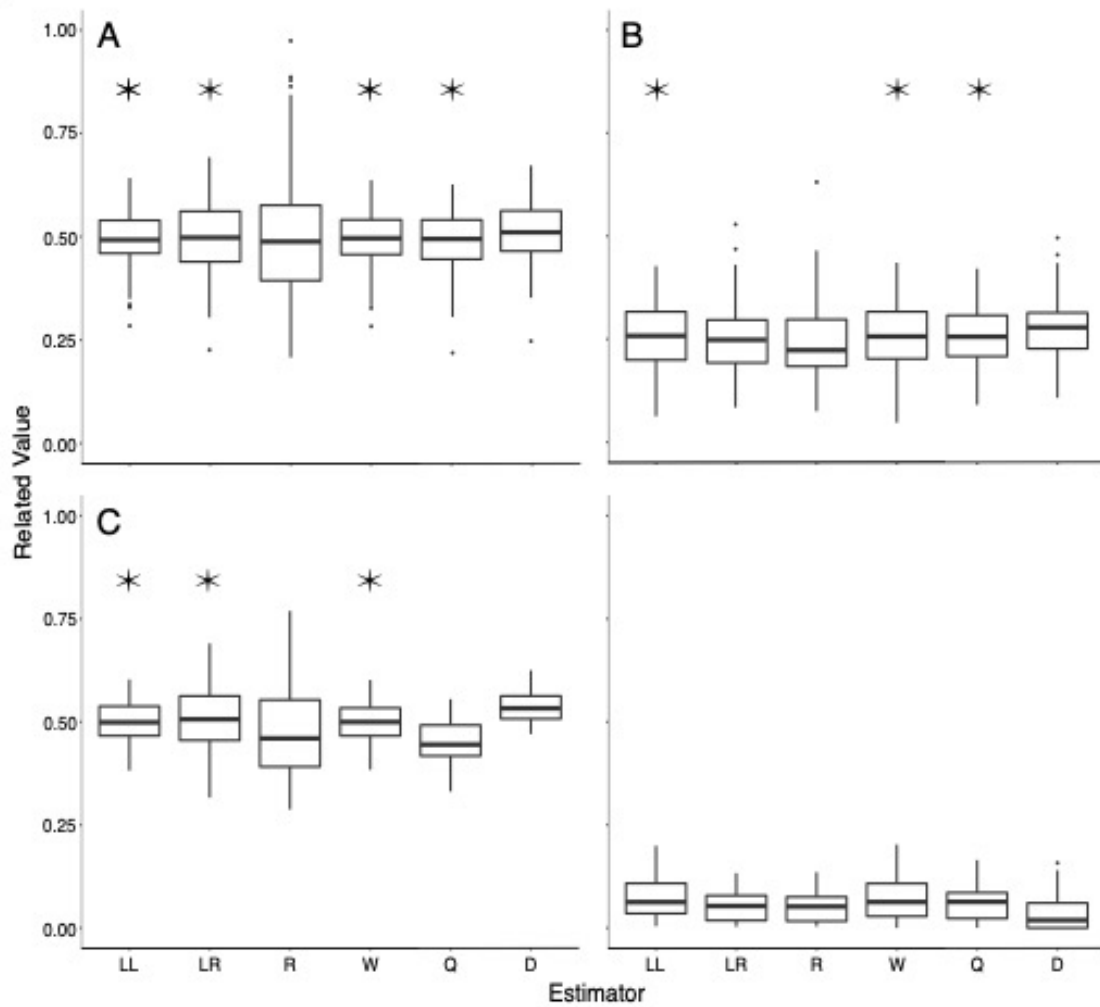 A
B
1.00
0.75
0.50
0.25
0.00
C
1.00
0.75
0.50
0.25
0.00
Related Value
LL LR R W Q D
LL LR R W Q D
Estimator